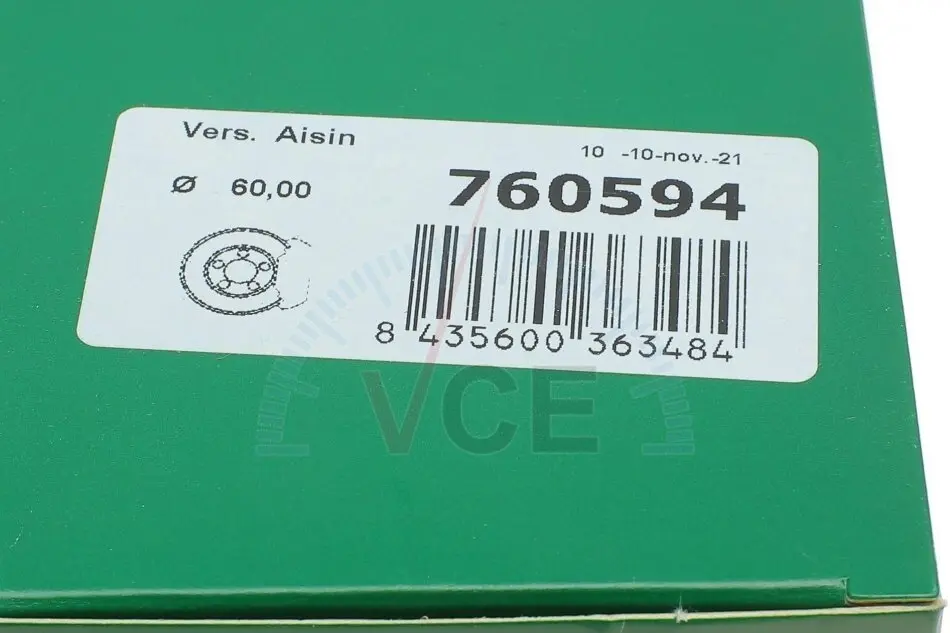 Vers. Aisin
10 -10-nov.-21
Ø 60,00
760594
8 435600 363484
VCE